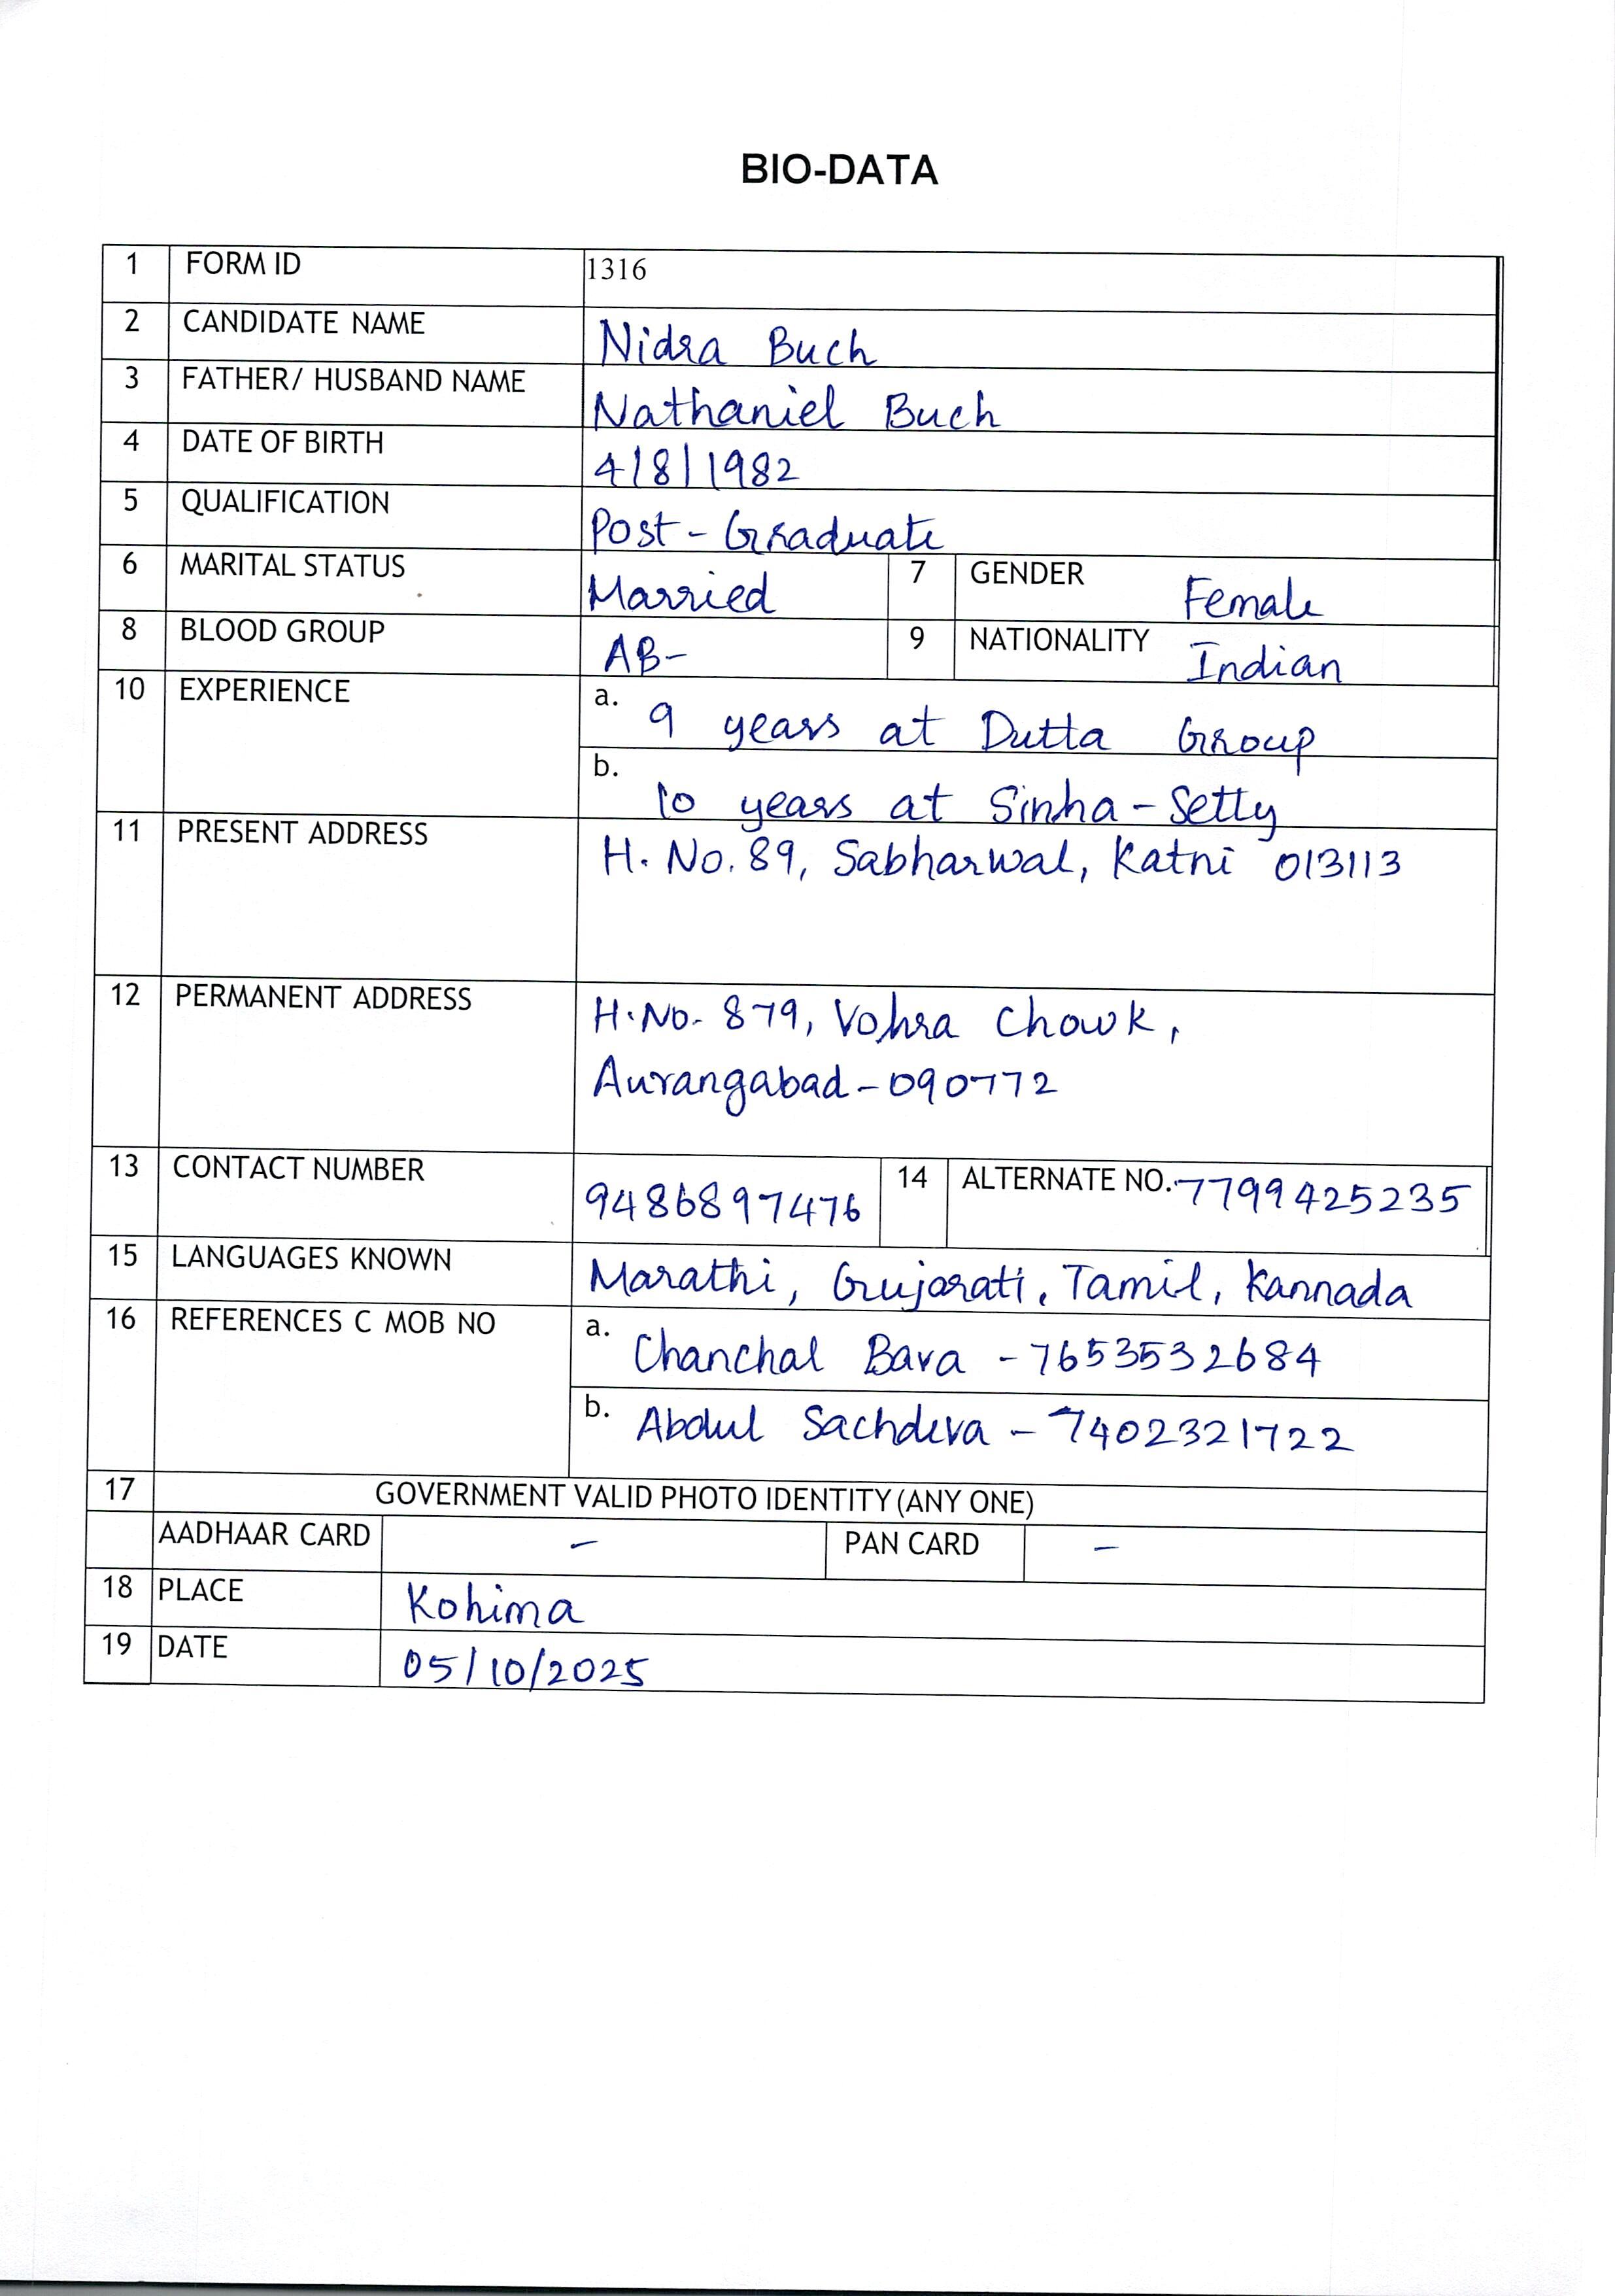 BIO-DATA
1 FORM ID 1316
2 CANDIDATE NAME Nidra Buch
3 FATHER/ HUSBAND NAME Nathaniel Buch
4 DATE OF BIRTH 4/8/1982
5 QUALIFICATION Post-Graduate
6 MARITAL STATUS Married 7 GENDER Female
8 BLOOD GROUP AB- 9 NATIONALITY Indian
10 EXPERIENCE a. 9 years at Dutta Group
b. 10 years at Sinha-Setty
11 PRESENT ADDRESS H. No. 89, Sabharwal, Katni 013113
12 PERMANENT ADDRESS H.No- 879, Vohra Chowk,
Aurangabad-090772
13 CONTACT NUMBER 9486897476 14 ALTERNATE NO. 7799425235
15 LANGUAGES KNOWN Marathi, Gujarati, Tamil, Kannada
16 REFERENCES C MOB NO a. Chanchal Bava - 7653532684
b. Abdul Sachdeva - 7402321722
17 GOVERNMENT VALID PHOTO IDENTITY (ANY ONE)
AADHAAR CARD - PAN CARD -
18 PLACE Kohima
19 DATE 05/10/2025